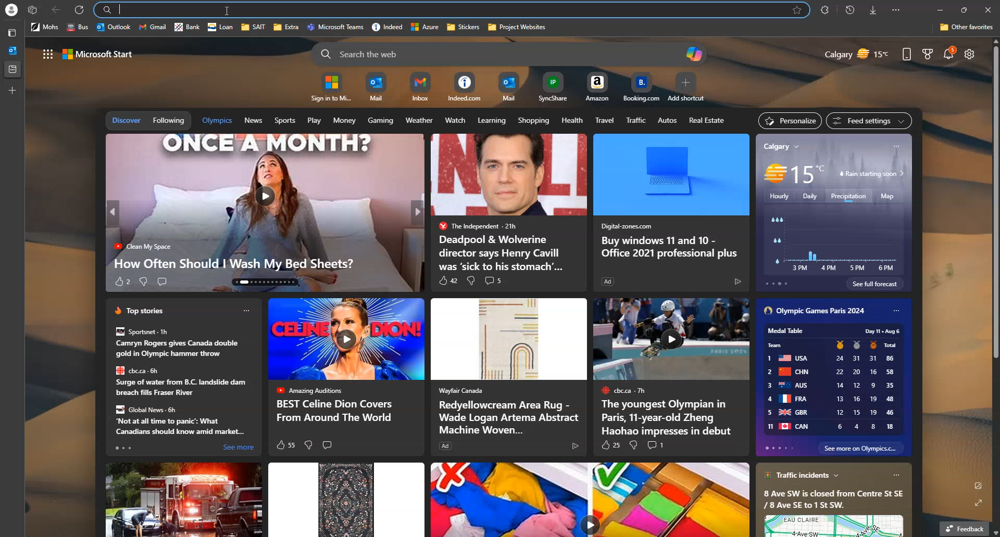 Mohs Bus Outlook Gmail Bank Loan SAIT Extra Microsoft Teams Indeed Azure Stickers Project Websites Other favorites
Microsoft Start
Search the web
Calgary 15°C
5
Sign in to Mi... Mail Inbox Indeed.com Mail SyncShare Amazon Booking.com Add shortcut
IP
B.
Discover Following Olympics News Sports Play Money Gaming Weather Watch Learning Shopping Health Travel Traffic Autos Real Estate Personalize Feed settings
ONCE A MONTH?
Clean My Space
How Often Should I Wash My Bed Sheets?
2
The Independent · 21h
Deadpool & Wolverine
director says Henry Cavill
was ‘sick to his stomach’...
42 5
Digital-zones.com
Buy windows 11 and 10 -
Office 2021 professional plus
Ad
Calgary
15 °C
Rain starting soon
Hourly Daily Precipitation Map
3 PM 4 PM 5 PM 6 PM
See full forecast
Top stories
Sportsnet · 1h
Camryn Rogers gives Canada double
gold in Olympic hammer throw
cbc.ca · 6h
Surge of water from B.C. landslide dam
breach fills Fraser River
Global News · 6h
‘Not at all time to panic’: What
Canadians should know amid market...
See more
CELINE DION!
Amazing Auditions
BEST Celine Dion Covers
From Around The World
55
Wayfair Canada
Redyellowcream Area Rug -
Wade Logan Artema Abstract
Machine Woven...
Ad
PARIS 2024
cbc.ca · 7h
The youngest Olympian in
Paris, 11-year-old Zheng
Haohao impresses in debut
25 1
Olympic Games Paris 2024
Medal Table Day 11 • Aug 6
Team Total
1 USA 24 31 31 86
2 CHN 22 20 16 58
3 AUS 14 12 9 35
4 FRA 13 16 19 48
5 GBR 12 15 19 46
11 CAN 6 4 8 18
See more on Olympics.c...
Traffic incidents
8 Ave SW is closed from Centre St SE
/ 8 Ave SE to 1 St SW.
EAU CLAIRE
4 Ave SW
4 Ave SE
Feedback